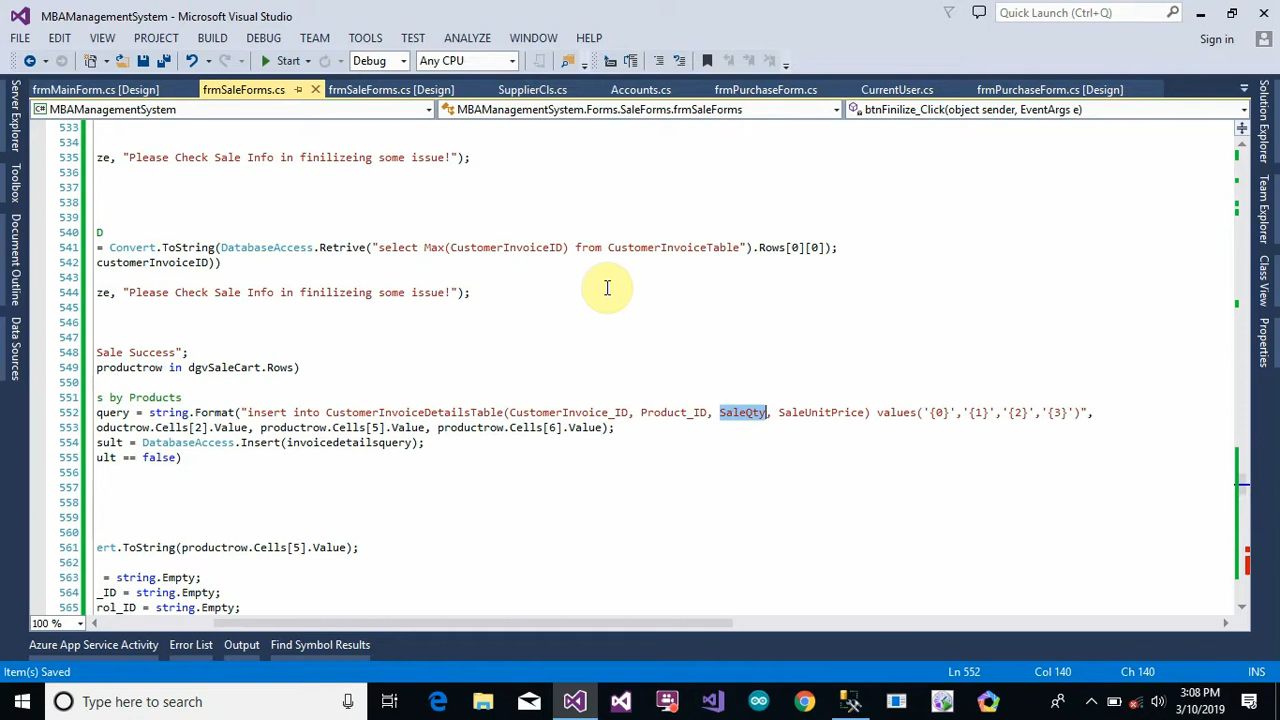 MBAManagementSystem - Microsoft Visual Studio
Quick Launch (Ctrl+Q)
FILE EDIT VIEW PROJECT BUILD DEBUG TEAM TOOLS TEST ANALYZE WINDOW HELP
Sign in
Start Debug Any CPU
frmMainForm.cs [Design] frmSaleForms.cs frmSaleForms.cs [Design] SupplierCls.cs Accounts.cs frmPurchaseForm.cs CurrentUser.cs frmPurchaseForm.cs [Design]
MBAManagementSystem MBAManagementSystem.Forms.SaleForms.frmSaleForms btnFinilize_Click(object sender, EventArgs e)
Server Explorer
Toolbox
Document Outline
Data Sources
Solution Explorer
Team Explorer
Class View
Properties
533
534
535 ze, "Please Check Sale Info in finilizeing some issue!");
536
537
538
539
540 D
541 = Convert.ToString(DatabaseAccess.Retrive("select Max(CustomerInvoiceID) from CustomerInvoiceTable").Rows[0][0]);
542 customerInvoiceID))
543
544 ze, "Please Check Sale Info in finilizeing some issue!");
545
546
547
548 Sale Success";
549 productrow in dgvSaleCart.Rows)
550
551 s by Products
552 query = string.Format("insert into CustomerInvoiceDetailsTable(CustomerInvoice_ID, Product_ID, SaleQty, SaleUnitPrice) values('{0}','{1}','{2}','{3}')",
553 oductrow.Cells[2].Value, productrow.Cells[5].Value, productrow.Cells[6].Value);
554 sult = DatabaseAccess.Insert(invoicedetailsquery);
555 ult == false)
556
557
558
559
560
561 ert.ToString(productrow.Cells[5].Value);
562
563 = string.Empty;
564 _ID = string.Empty;
565 rol_ID = string.Empty;
100 %
Azure App Service Activity Error List Output Find Symbol Results
Item(s) Saved Ln 552 Col 140 Ch 140 INS
Type here to search
3:08 PM
3/10/2019